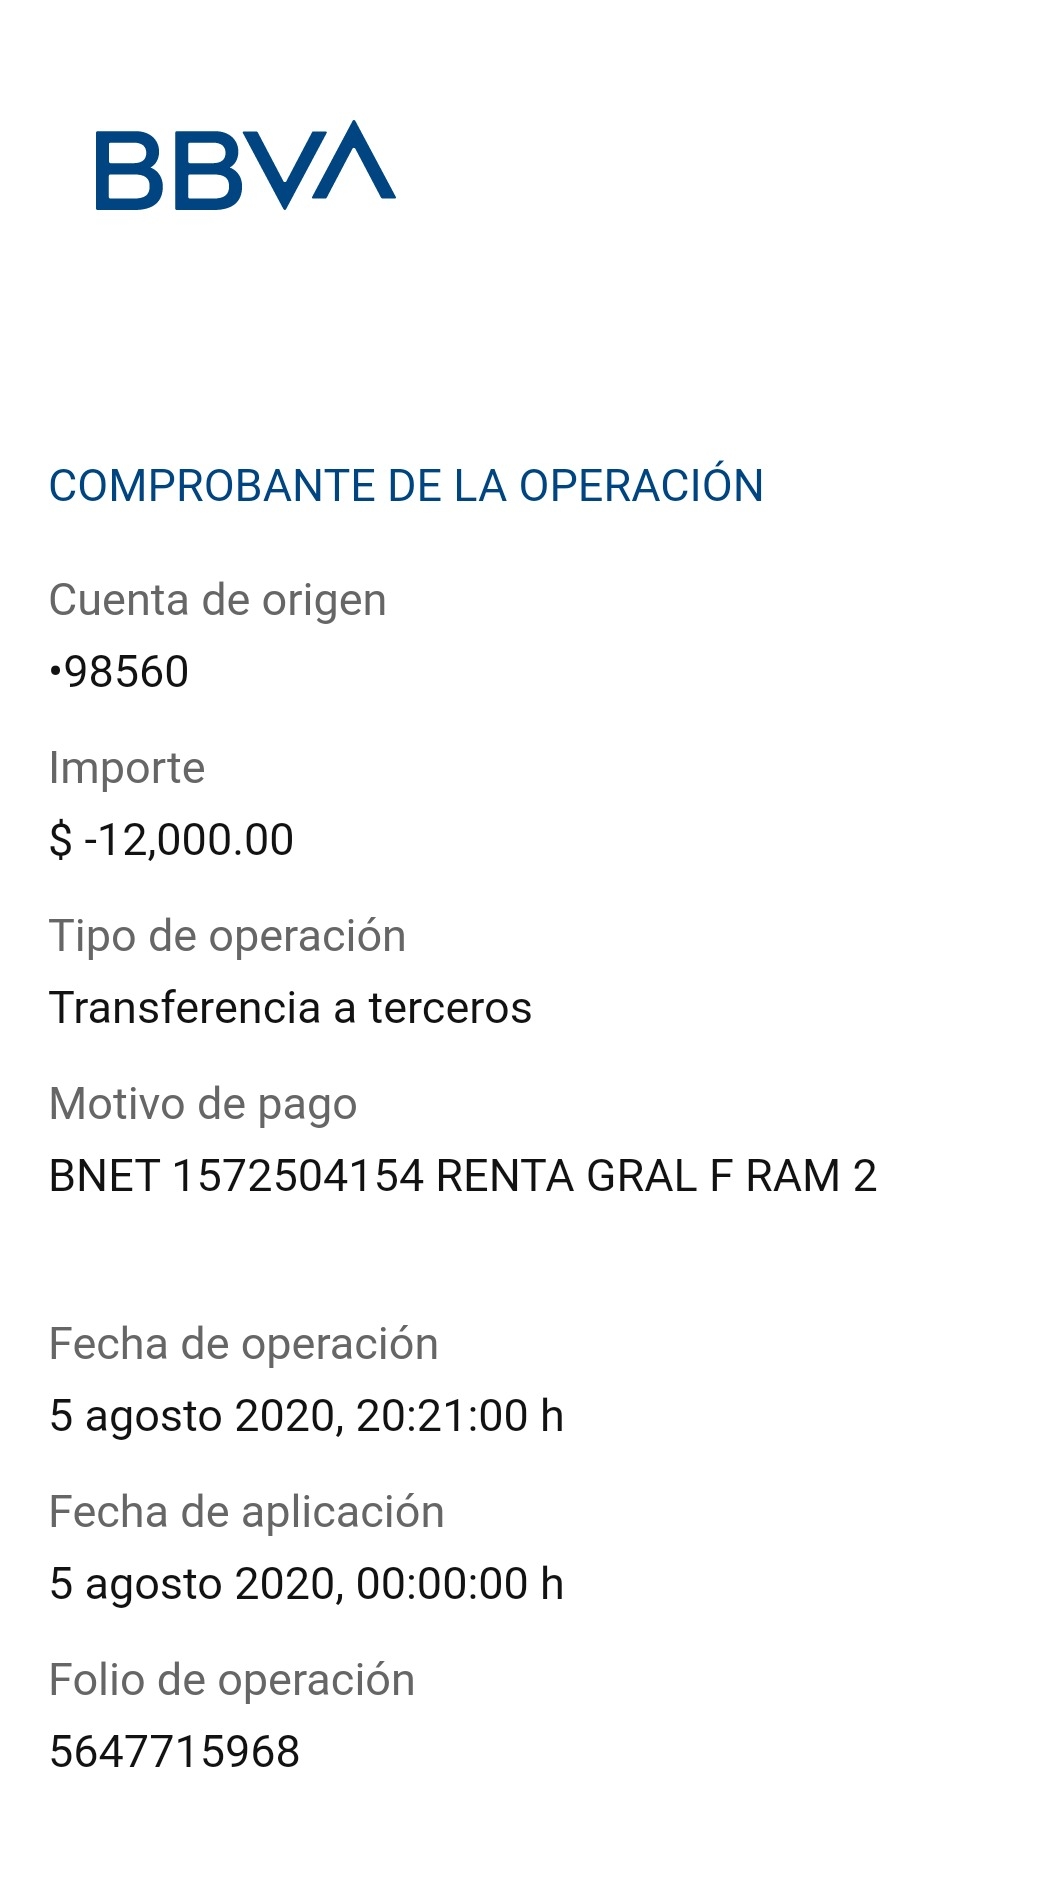 BBVA
COMPROBANTE DE LA OPERACIÓN
Cuenta de origen
•98560
Importe
$ -12,000.00
Tipo de operación
Transferencia a terceros
Motivo de pago
BNET 1572504154 RENTA GRAL F RAM 2
Fecha de operación
5 agosto 2020, 20:21:00 h
Fecha de aplicación
5 agosto 2020, 00:00:00 h
Folio de operación
5647715968